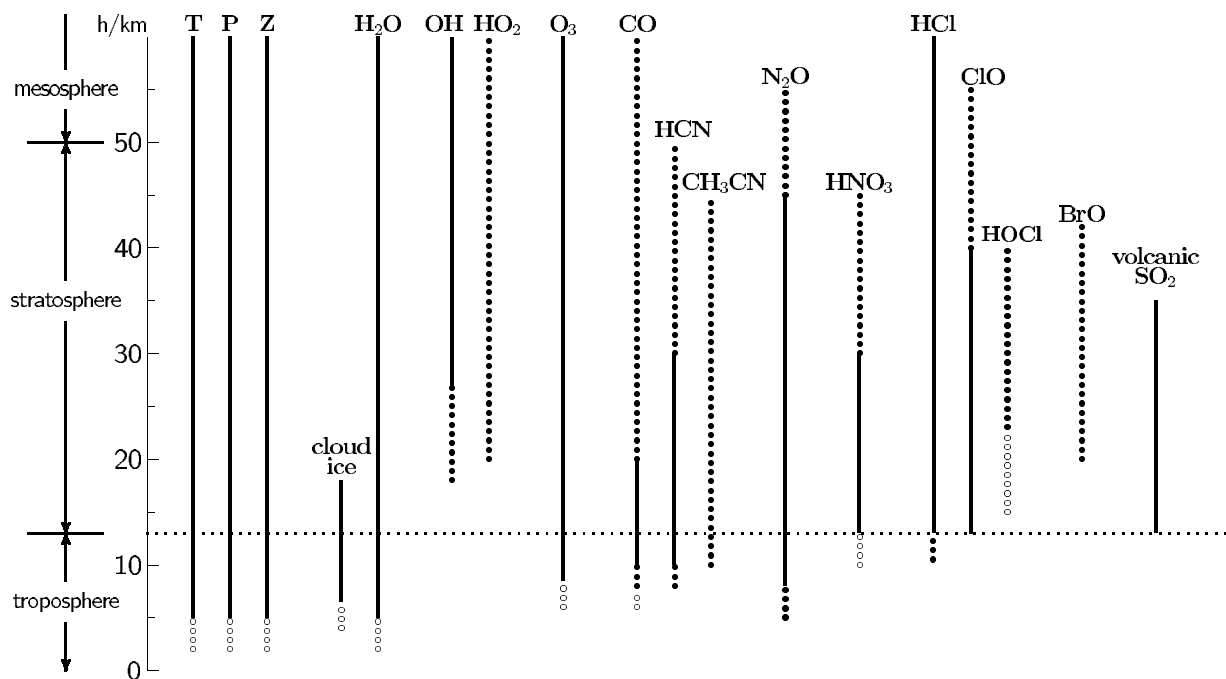 h/km T P Z H₂O OH HO₂ O₃ CO HCl
N₂O ClO
mesosphere
HCN
50
CH₃CN HNO₃
BrO
HOCl
40
volcanic
SO₂
stratosphere
30
cloud
ice
20
10
troposphere
0